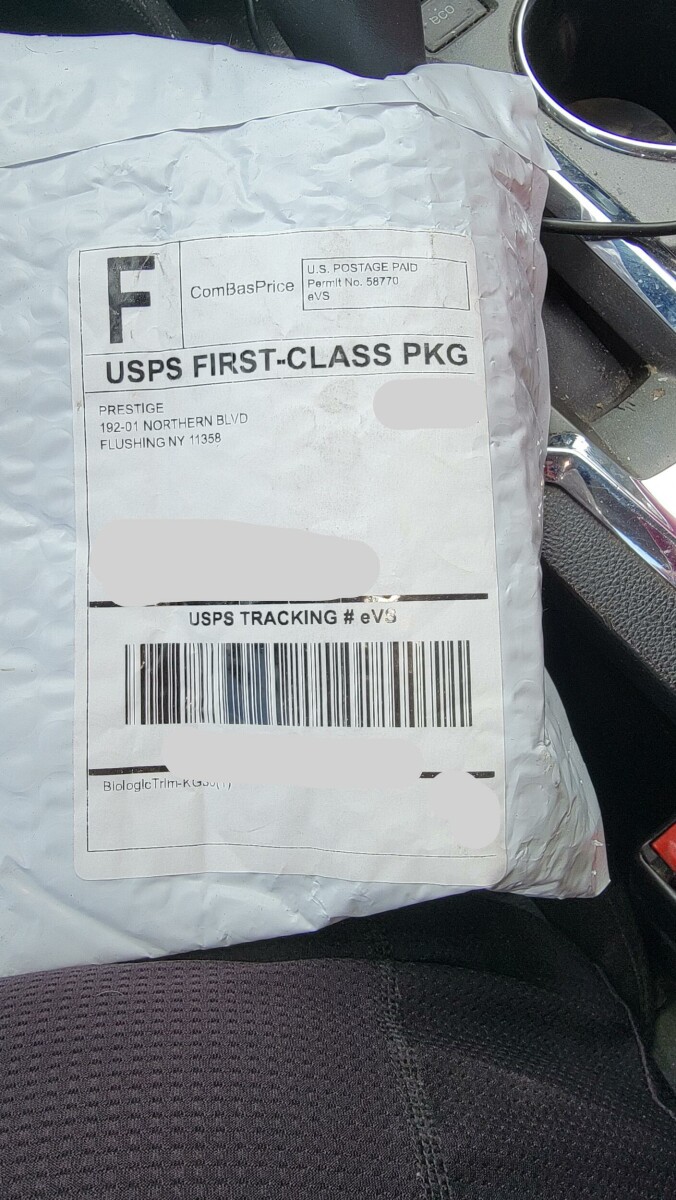 ECO
F
ComBasPrice
U.S. POSTAGE PAID
Permit No. 58770
eVS
USPS FIRST-CLASS PKG
PRESTIGE
192-01 NORTHERN BLVD
FLUSHING NY 11358
USPS TRACKING # eVS